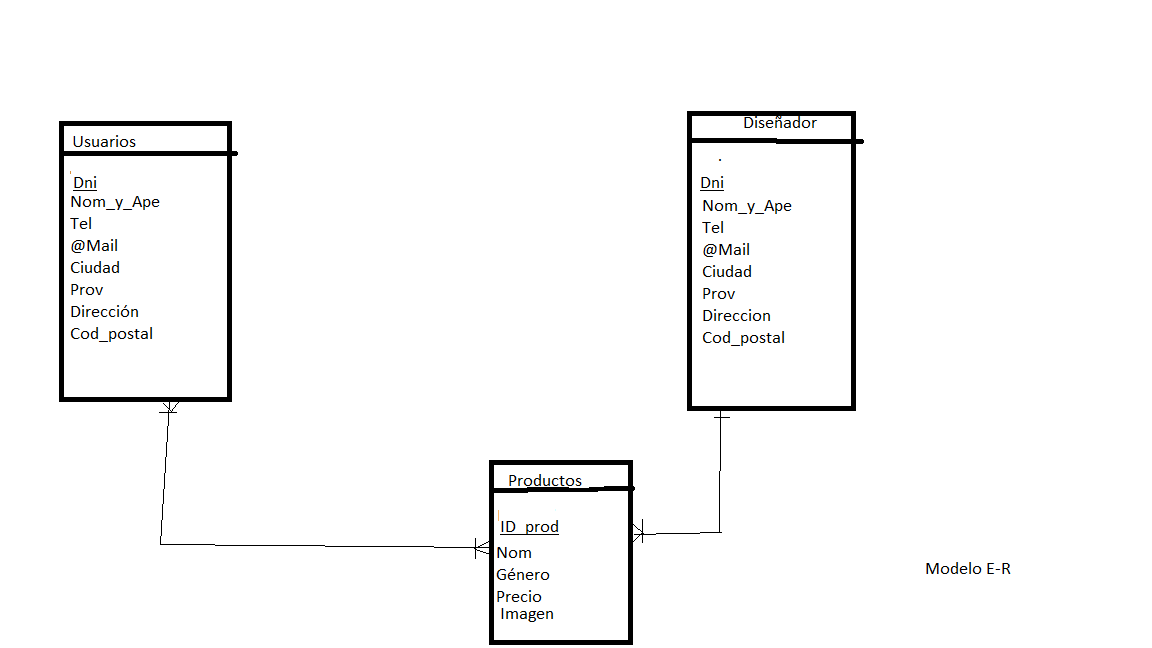 Usuarios
Dni
Nom_y_Ape
Tel
@Mail
Ciudad
Prov
Dirección
Cod_postal
Diseñador
Dni
Nom_y_Ape
Tel
@Mail
Ciudad
Prov
Direccion
Cod_postal
Productos
ID_prod
Nom
Género
Precio
Imagen
Modelo E-R